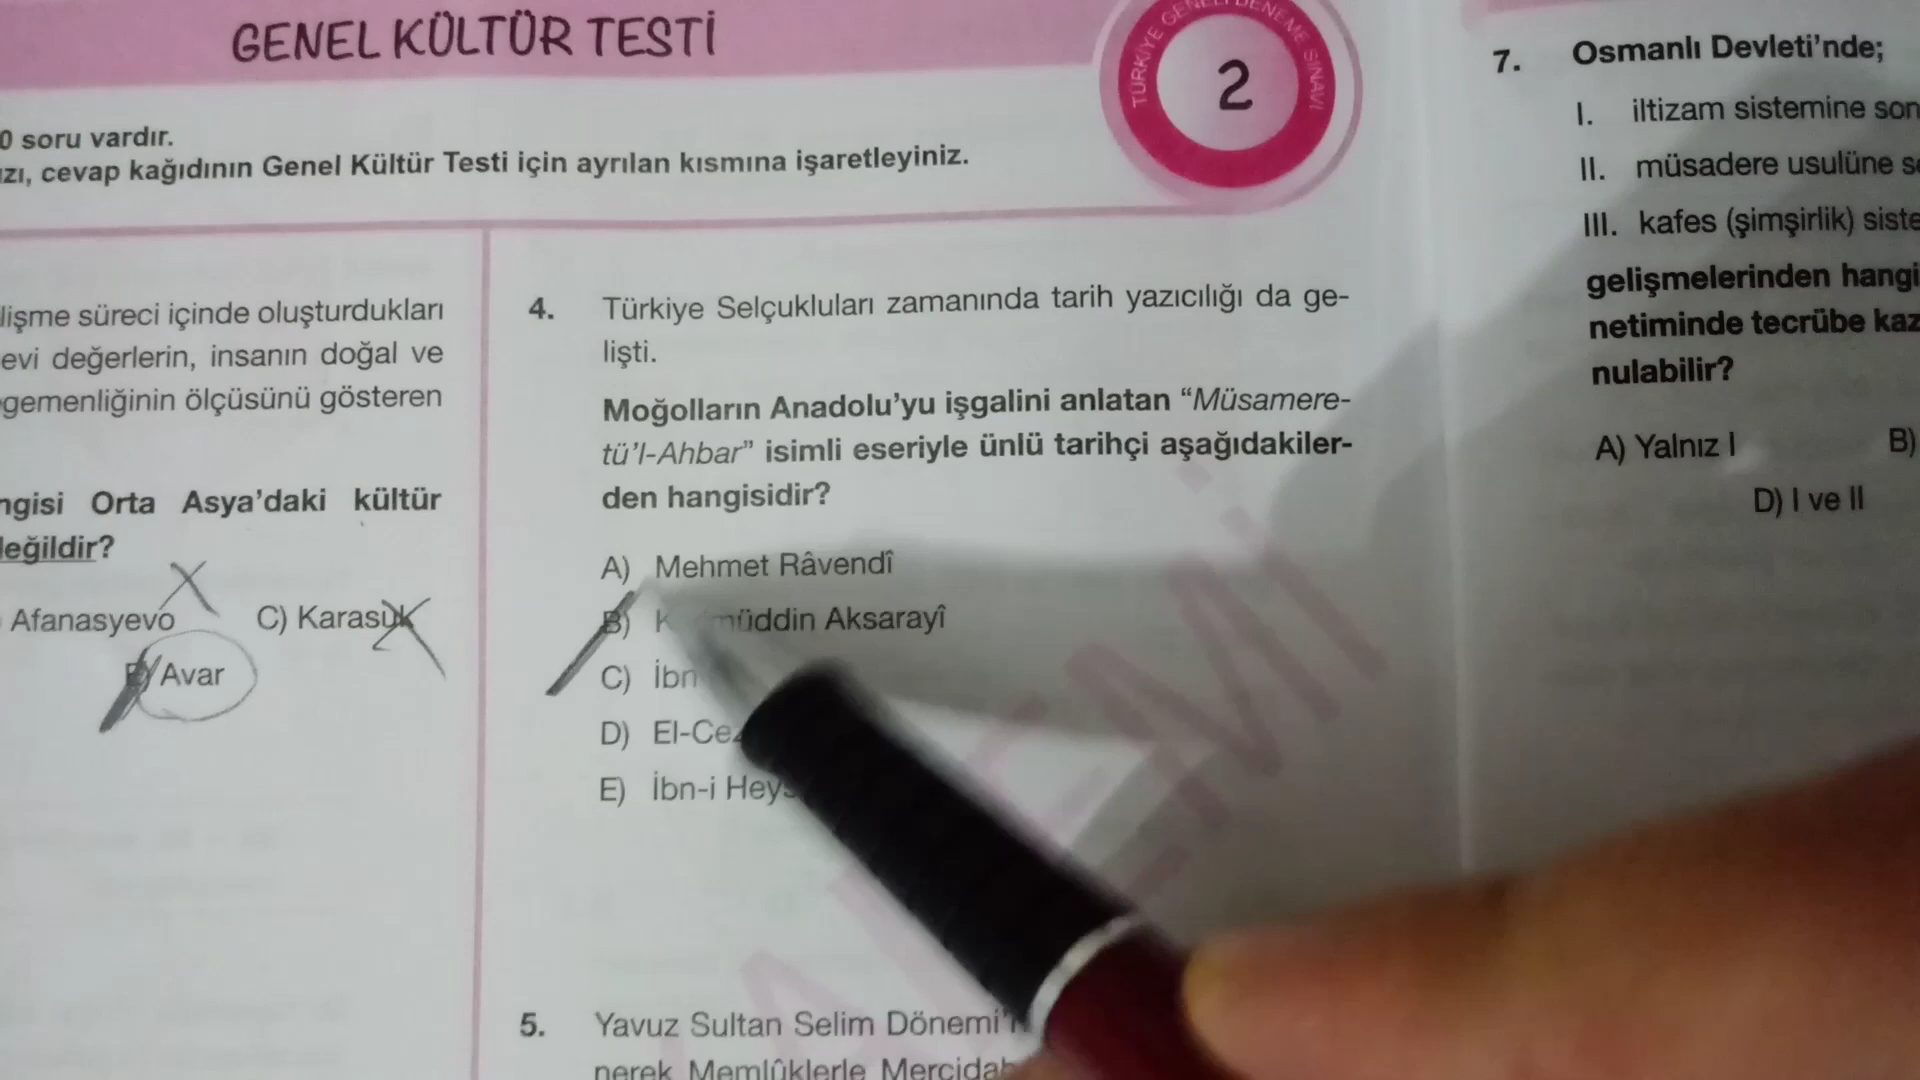 GENEL KÜLTÜR TESTİ
TÜRKİYE GENELİ DENEME SINAVI
2
0 soru vardır.
zı, cevap kağıdının Genel Kültür Testi için ayrılan kısmına işaretleyiniz.
lişme süreci içinde oluşturdukları
evi değerlerin, insanın doğal ve
gemenliğinin ölçüsünü gösteren
ngisi Orta Asya'daki kültür
değildir?
Afanasyevo
C) Karasuk
E) Avar
4. Türkiye Selçukluları zamanında tarih yazıcılığı da ge-
lişti.
Moğolların Anadolu'yu işgalini anlatan "Müsamere-
tü'l-Ahbar" isimli eseriyle ünlü tarihçi aşağıdakiler-
den hangisidir?
A) Mehmet Râvendî
B) K müddin Aksarayî
C) İbn
D) El-Cez
E) İbn-i Heys
5. Yavuz Sultan Selim Dönemi'n
nerek Memlûklerle Mercidab
7. Osmanlı Devleti'nde;
I. iltizam sistemine son
II. müsadere usulüne s
III. kafes (şimşirlik) siste
gelişmelerinden hangi
netiminde tecrübe kaz
nulabilir?
A) Yalnız I
B)
D) I ve II